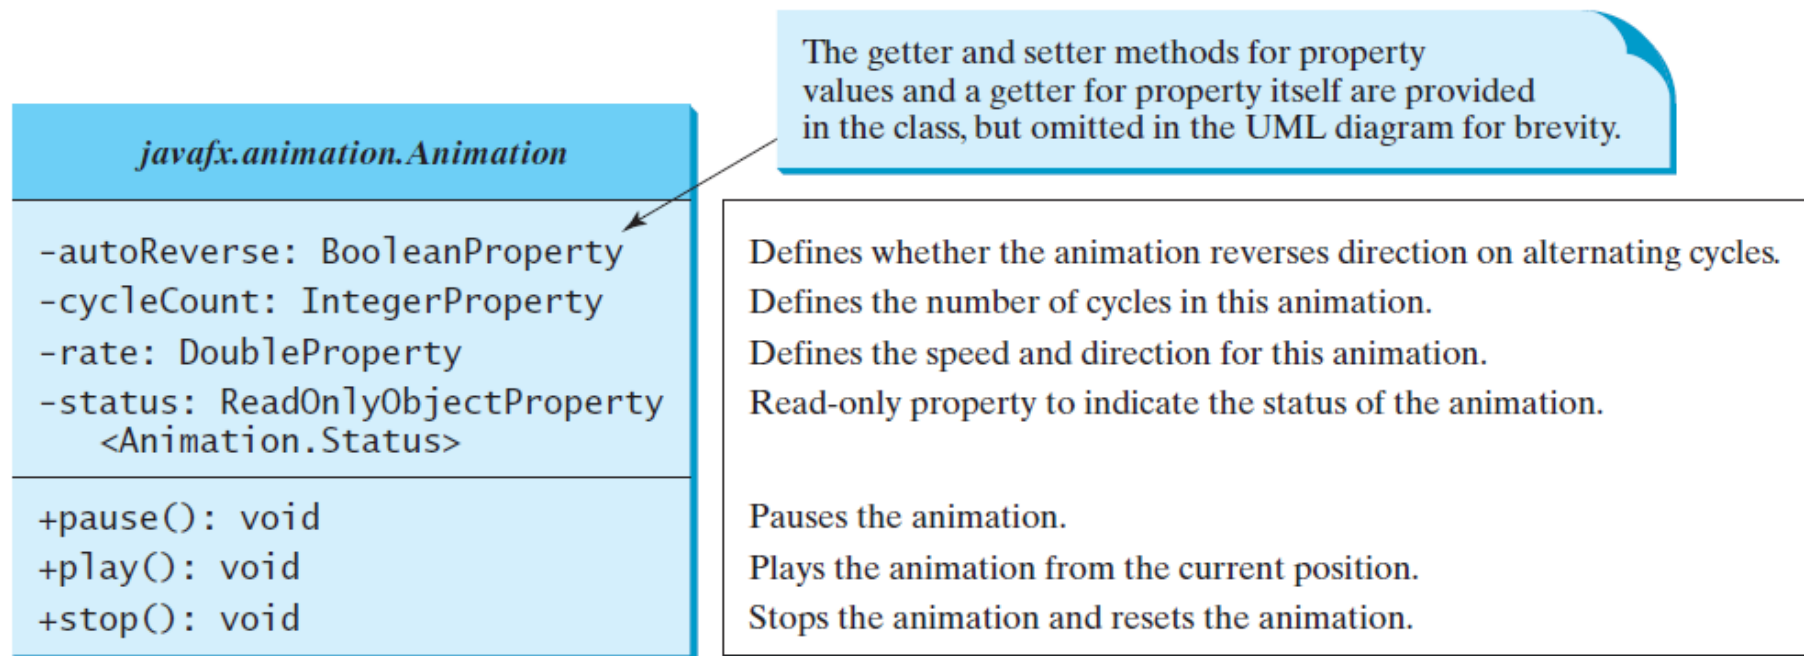 The getter and setter methods for property
values and a getter for property itself are provided
in the class, but omitted in the UML diagram for brevity.
javafx.animation.Animation
-autoReverse: BooleanProperty
-cycleCount: IntegerProperty
-rate: DoubleProperty
-status: ReadOnlyObjectProperty
<Animation.Status>
Defines whether the animation reverses direction on alternating cycles.
Defines the number of cycles in this animation.
Defines the speed and direction for this animation.
Read-only property to indicate the status of the animation.
+pause(): void
+play(): void
+stop(): void
Pauses the animation.
Plays the animation from the current position.
Stops the animation and resets the animation.